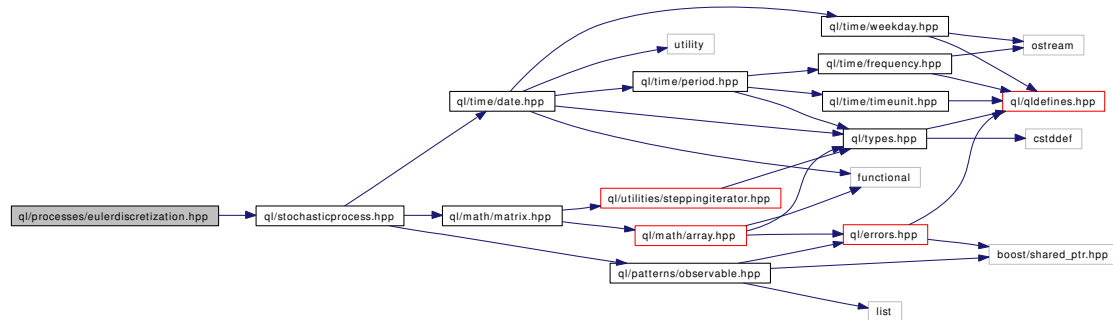 ql/time/weekday.hpp
utility
ostream
ql/time/frequency.hpp
ql/time/period.hpp
ql/time/date.hpp
ql/time/timeunit.hpp
ql/qldefines.hpp
ql/types.hpp
cstddef
functional
ql/utilities/steppingiterator.hpp
ql/processes/eulerdiscretization.hpp
ql/stochasticprocess.hpp
ql/math/matrix.hpp
ql/math/array.hpp
ql/errors.hpp
boost/shared_ptr.hpp
ql/patterns/observable.hpp
list